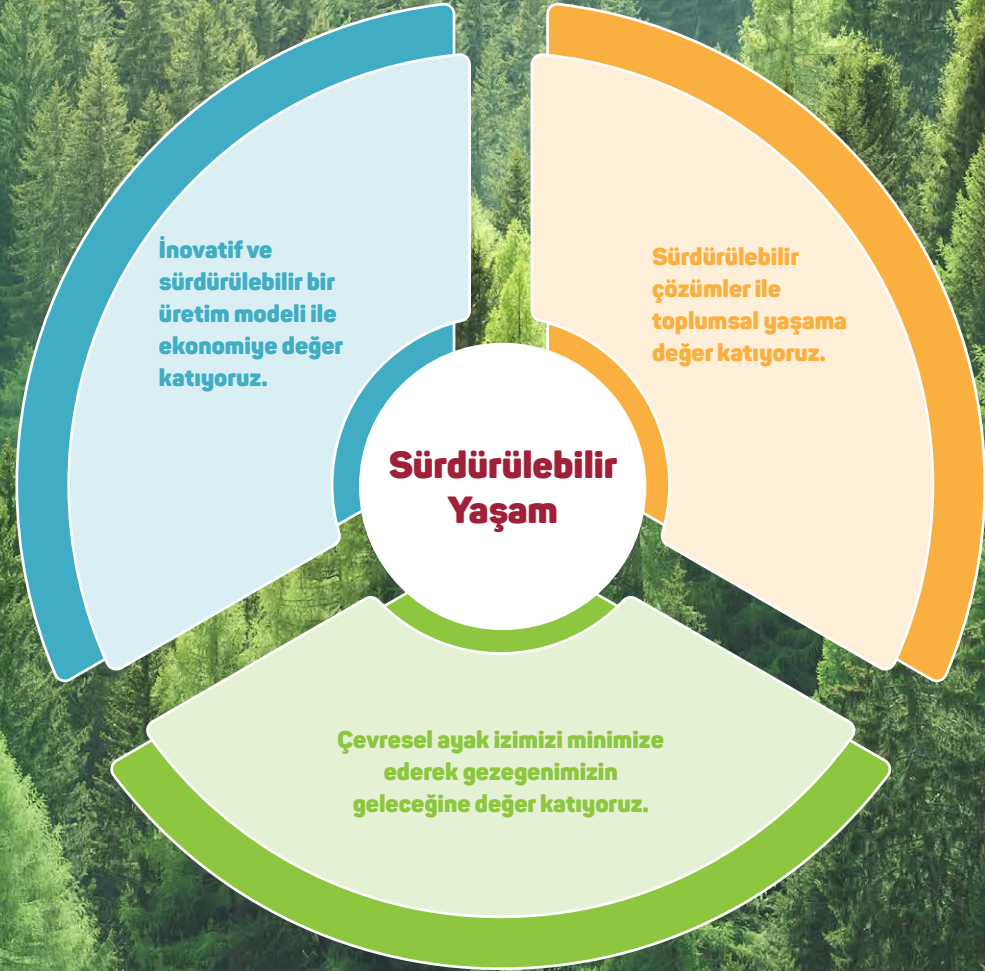 İnovatif ve
sürdürülebilir bir
üretim modeli ile
ekonomiye değer
katıyoruz.
Sürdürülebilir
çözümler ile
toplumsal yaşama
değer katıyoruz.
Sürdürülebilir
Yaşam
Çevresel ayak izimizi minimize
ederek gezegenimizin
geleceğine değer katıyoruz.